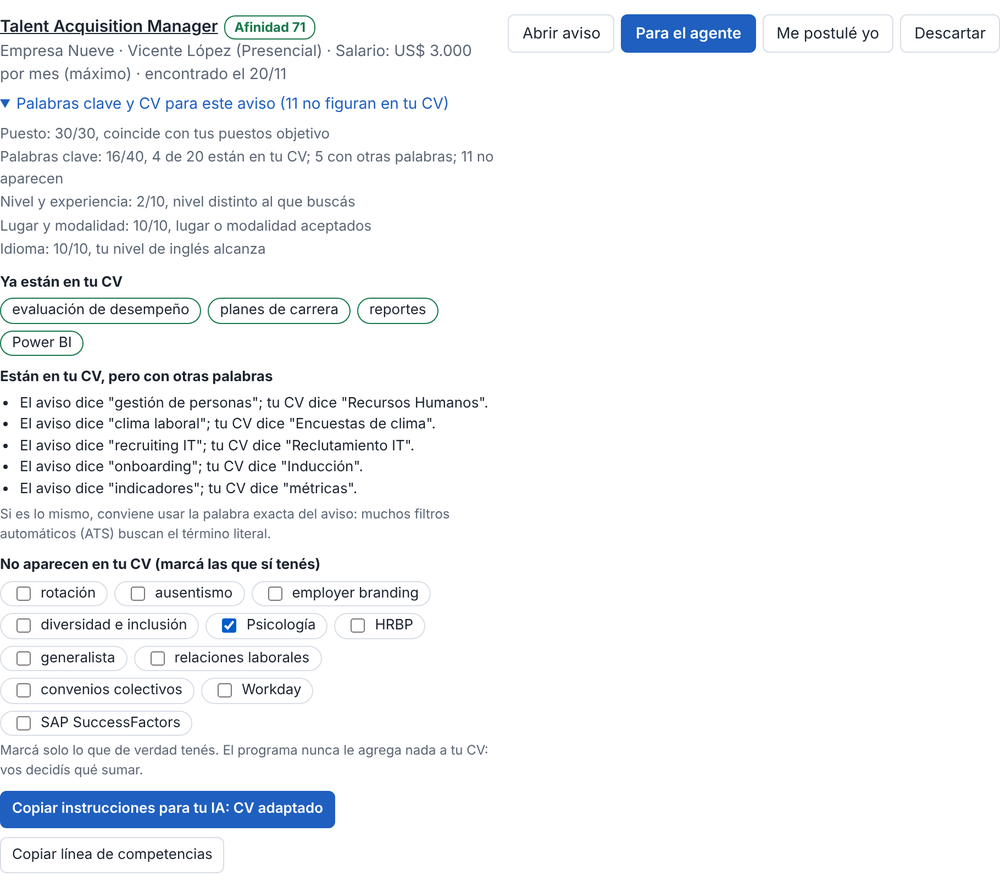 Talent Acquisition Manager Afinidad 71
Abrir aviso Para el agente Me postulé yo Descartar
Empresa Nueve · Vicente López (Presencial) · Salario: US$ 3.000
por mes (máximo) · encontrado el 20/11
▼ Palabras clave y CV para este aviso (11 no figuran en tu CV)
Puesto: 30/30, coincide con tus puestos objetivo
Palabras clave: 16/40, 4 de 20 están en tu CV; 5 con otras palabras; 11 no
aparecen
Nivel y experiencia: 2/10, nivel distinto al que buscás
Lugar y modalidad: 10/10, lugar o modalidad aceptados
Idioma: 10/10, tu nivel de inglés alcanza
Ya están en tu CV
evaluación de desempeño planes de carrera reportes
Power BI
Están en tu CV, pero con otras palabras
• El aviso dice "gestión de personas"; tu CV dice "Recursos Humanos".
• El aviso dice "clima laboral"; tu CV dice "Encuestas de clima".
• El aviso dice "recruiting IT"; tu CV dice "Reclutamiento IT".
• El aviso dice "onboarding"; tu CV dice "Inducción".
• El aviso dice "indicadores"; tu CV dice "métricas".
Si es lo mismo, conviene usar la palabra exacta del aviso: muchos filtros
automáticos (ATS) buscan el término literal.
No aparecen en tu CV (marcá las que sí tenés)
rotación ausentismo employer branding
diversidad e inclusión Psicología HRBP
generalista relaciones laborales
convenios colectivos Workday
SAP SuccessFactors
Marcá solo lo que de verdad tenés. El programa nunca le agrega nada a tu CV:
vos decidís qué sumar.
Copiar instrucciones para tu IA: CV adaptado
Copiar línea de competencias